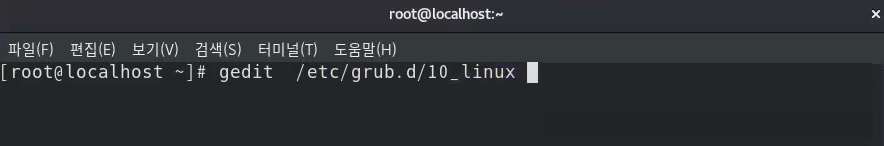 root@localhost:~
파일(F) 편집(E) 보기(V) 검색(S) 터미널(T) 도움말(H)
[root@localhost ~]# gedit  /etc/grub.d/10_linux